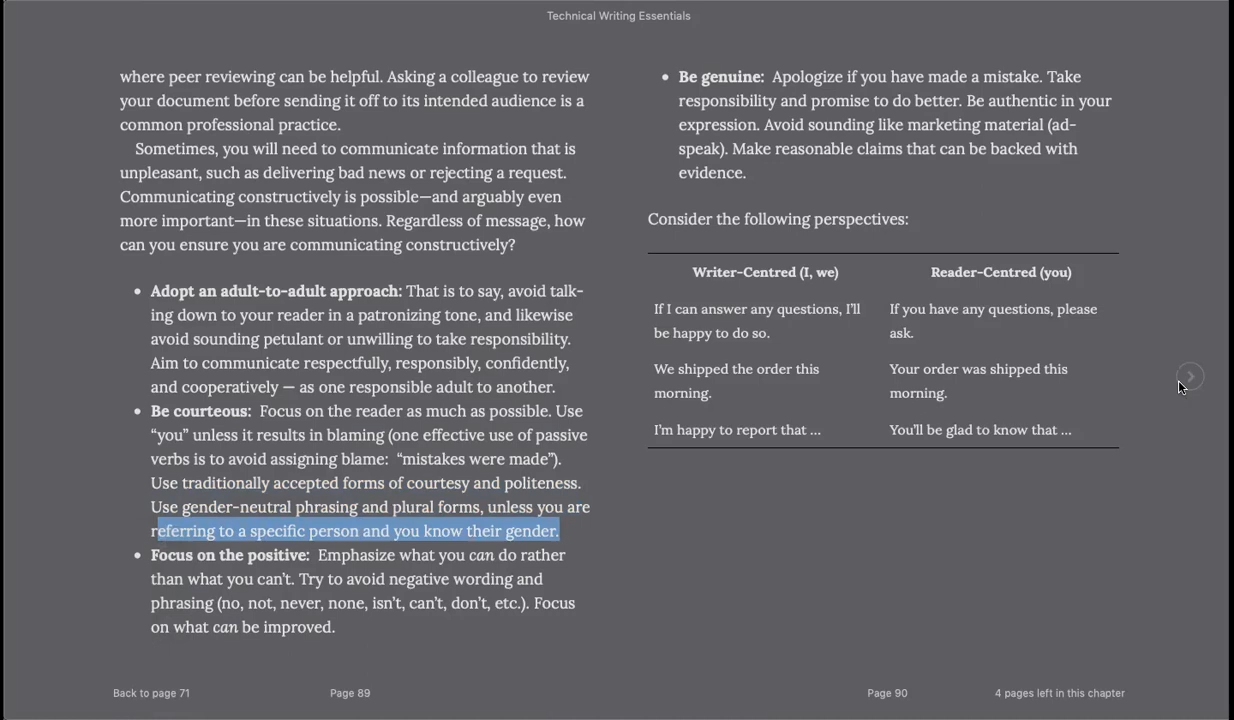 Technical Writing Essentials
where peer reviewing can be helpful. Asking a colleague to review
your document before sending it off to its intended audience is a
common professional practice.
Sometimes, you will need to communicate information that is
unpleasant, such as delivering bad news or rejecting a request.
Communicating constructively is possible—and arguably even
more important—in these situations. Regardless of message, how
can you ensure you are communicating constructively?
• Adopt an adult-to-adult approach: That is to say, avoid talk-
ing down to your reader in a patronizing tone, and likewise
avoid sounding petulant or unwilling to take responsibility.
Aim to communicate respectfully, responsibly, confidently,
and cooperatively — as one responsible adult to another.
• Be courteous: Focus on the reader as much as possible. Use
“you” unless it results in blaming (one effective use of passive
verbs is to avoid assigning blame: “mistakes were made”).
Use traditionally accepted forms of courtesy and politeness.
Use gender-neutral phrasing and plural forms, unless you are
referring to a specific person and you know their gender.
• Focus on the positive: Emphasize what you can do rather
than what you can’t. Try to avoid negative wording and
phrasing (no, not, never, none, isn’t, can’t, don’t, etc.). Focus
on what can be improved.
• Be genuine: Apologize if you have made a mistake. Take
responsibility and promise to do better. Be authentic in your
expression. Avoid sounding like marketing material (ad-
speak). Make reasonable claims that can be backed with
evidence.
Consider the following perspectives:
Writer-Centred (I, we) Reader-Centred (you)
If I can answer any questions, I’ll If you have any questions, please
be happy to do so. ask.
We shipped the order this Your order was shipped this
morning. morning.
I’m happy to report that ... You’ll be glad to know that ...
Back to page 71 Page 89 Page 90 4 pages left in this chapter